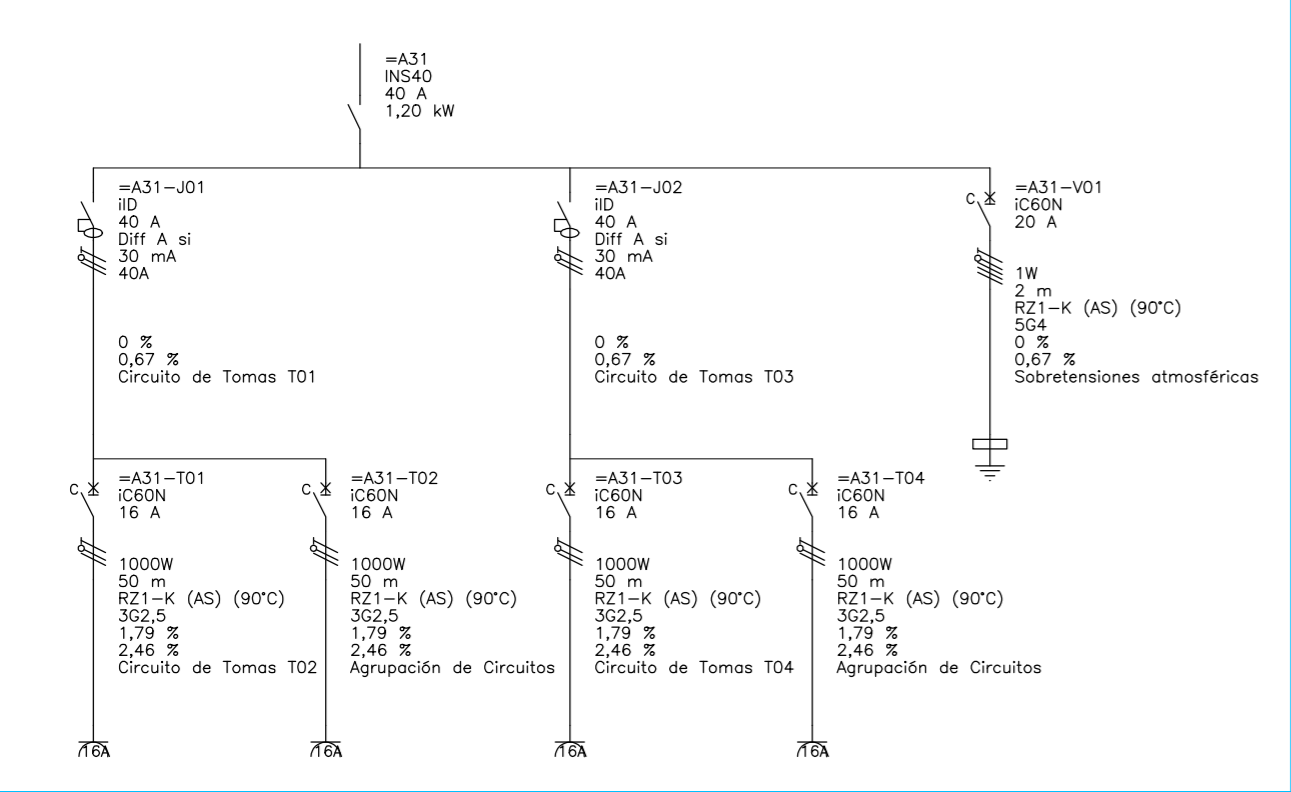 =A31
INS40
40 A
1,20 kW
=A31-J01
iID
40 A
Diff A si
30 mA
40A
0 %
0,67 %
Circuito de Tomas T01
=A31-J02
iID
40 A
Diff A si
30 mA
40A
0 %
0,67 %
Circuito de Tomas T03
C
=A31-V01
iC60N
20 A
1W
2 m
RZ1-K (AS) (90°C)
5G4
0 %
0,67 %
Sobretensiones atmosféricas
C
=A31-T01
iC60N
16 A
1000W
50 m
RZ1-K (AS) (90°C)
3G2,5
1,79 %
2,46 %
Circuito de Tomas T02
16A
C
=A31-T02
iC60N
16 A
1000W
50 m
RZ1-K (AS) (90°C)
3G2,5
1,79 %
2,46 %
Agrupación de Circuitos
16A
C
=A31-T03
iC60N
16 A
1000W
50 m
RZ1-K (AS) (90°C)
3G2,5
1,79 %
2,46 %
Circuito de Tomas T04
16A
C
=A31-T04
iC60N
16 A
1000W
50 m
RZ1-K (AS) (90°C)
3G2,5
1,79 %
2,46 %
Agrupación de Circuitos
16A